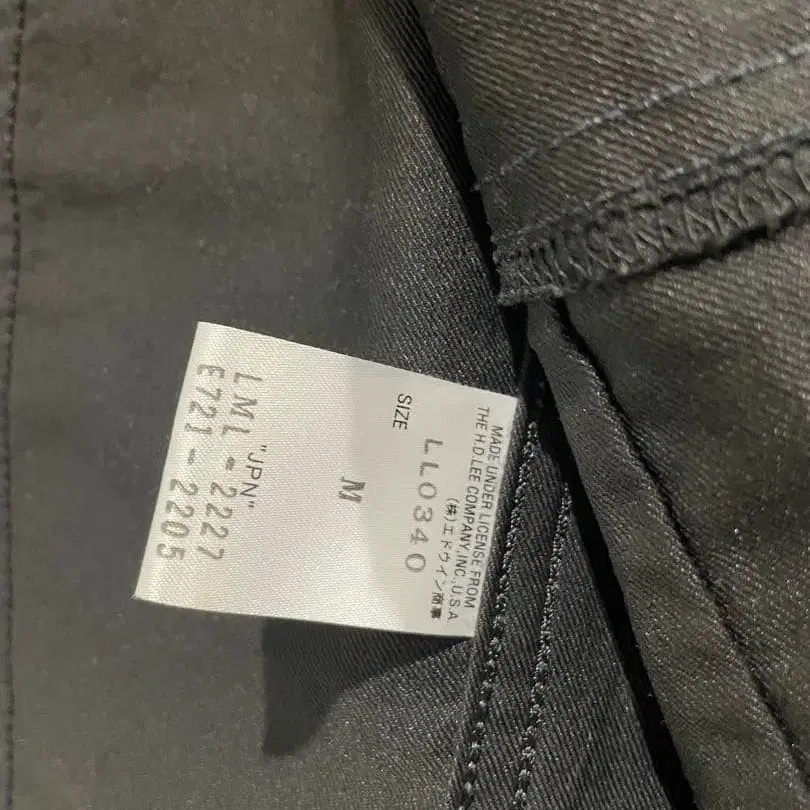 MADE UNDER LICENSE FROM
THE H.D.LEE COMPANY,INC.,U.S.A
(株)エドウイン商事
LL0340
SIZE
M
"JPN"
LML-2227
E721-2205